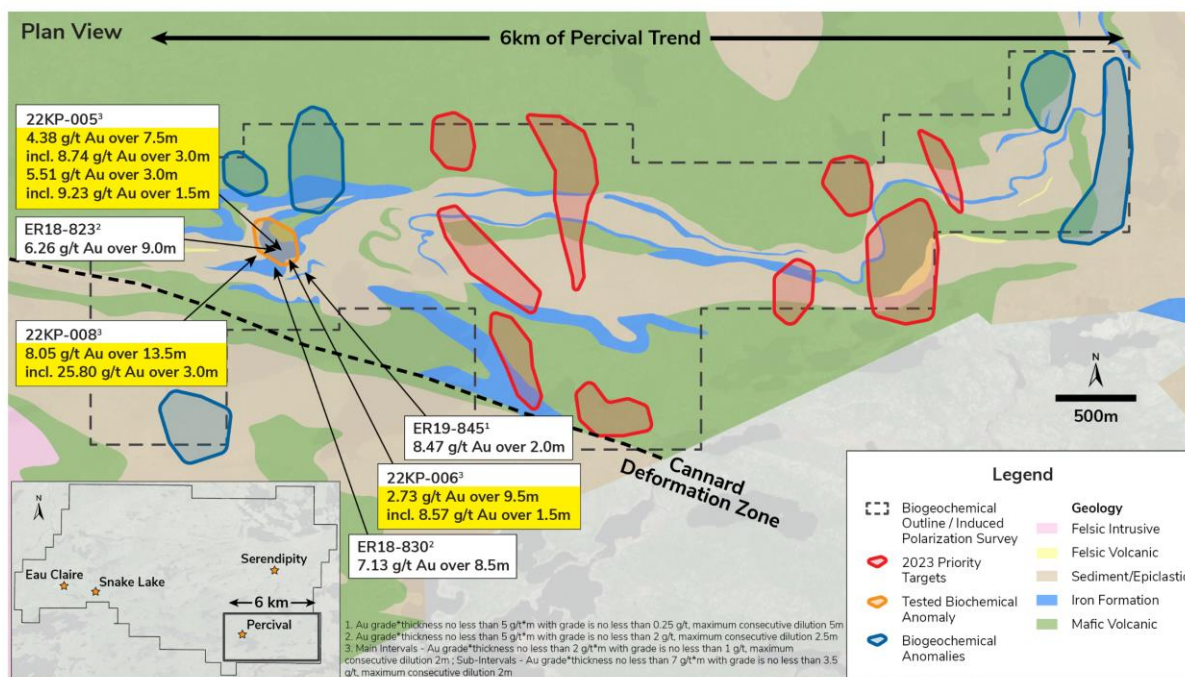 Plan View
6km of Percival Trend
22KP-005³
4.38 g/t Au over 7.5m
incl. 8.74 g/t Au over 3.0m
5.51 g/t Au over 3.0m
incl. 9.23 g/t Au over 1.5m
ER18-823²
6.26 g/t Au over 9.0m
22KP-008³
8.05 g/t Au over 13.5m
incl. 25.80 g/t Au over 3.0m
ER19-845¹
8.47 g/t Au over 2.0m
22KP-006³
2.73 g/t Au over 9.5m
incl. 8.57 g/t Au over 1.5m
ER18-830²
7.13 g/t Au over 8.5m
Cannard
Deformation Zone
N
500m
Legend
Biogeochemical
Outline / Induced
Polarization Survey
2023 Priority
Targets
Tested Biochemical
Anomaly
Biogeochemical
Anomalies
Geology
Felsic Intrusive
Felsic Volcanic
Sediment/Epiclastic
Iron Formation
Mafic Volcanic
N
Eau Claire
Snake Lake
Serendipity
6 km
Percival
1. Au grade*thickness no less than 5 g/t*m with grade is no less than 0.25 g/t, maximum consecutive dilution 5m
2. Au grade*thickness no less than 5 g/t*m with grade is no less than 2 g/t, maximum consecutive dilution 2.5m
3. Main Intervals - Au grade*thickness no less than 2 g/t*m with grade is no less than 1 g/t, maximum
consecutive dilution 2m ; Sub-Intervals - Au grade*thickness no less than 7 g/t*m with grade is no less than 3.5
g/t, maximum consecutive dilution 2m